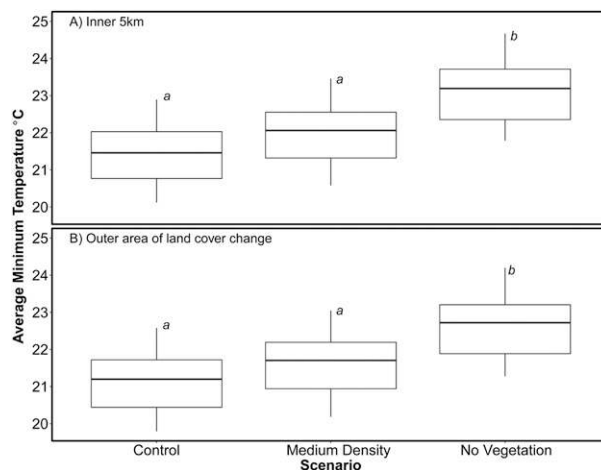 Average Minimum Temperature °C
A) Inner 5km
25
24
23
22
21
20
a
a
b
B) Outer area of land cover change
25
24
23
22
21
20
a
a
b
Control
Medium Density
No Vegetation
Scenario